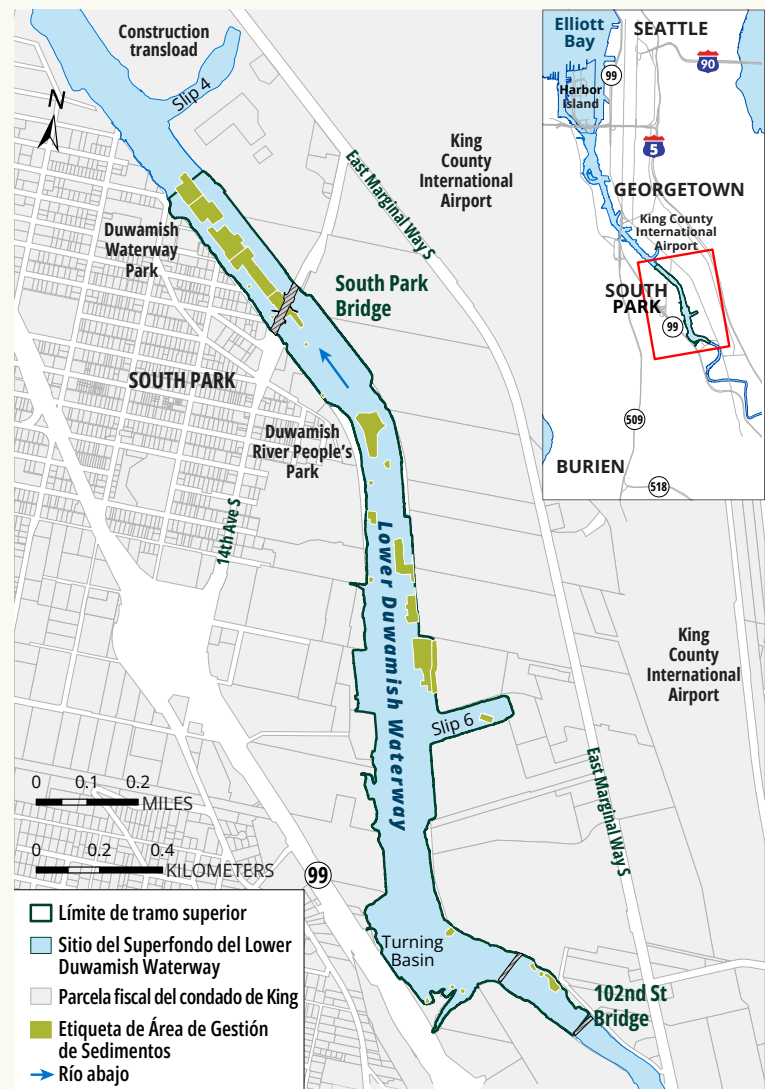 Construction
transload
Slip 4
N
King
County
International
Airport
East Marginal Way S
Duwamish
Waterway
Park
South Park
Bridge
SOUTH PARK
Duwamish
River People's
Park
14th Ave S
Lower Duwamish Waterway
King
County
International
Airport
Slip 6
East Marginal Way S
0 0.1 0.2
MILES
0 0.2 0.4
KILOMETERS
99
Turning
Basin
102nd St
Bridge
Límite de tramo superior
Sitio del Superfondo del Lower
Duwamish Waterway
Parcela fiscal del condado de King
Etiqueta de Área de Gestión
de Sedimentos
Río abajo
Elliott
Bay
SEATTLE
90
99
Harbor
Island
5
GEORGETOWN
King County
International
Airport
SOUTH
PARK
99
509
BURIEN
518